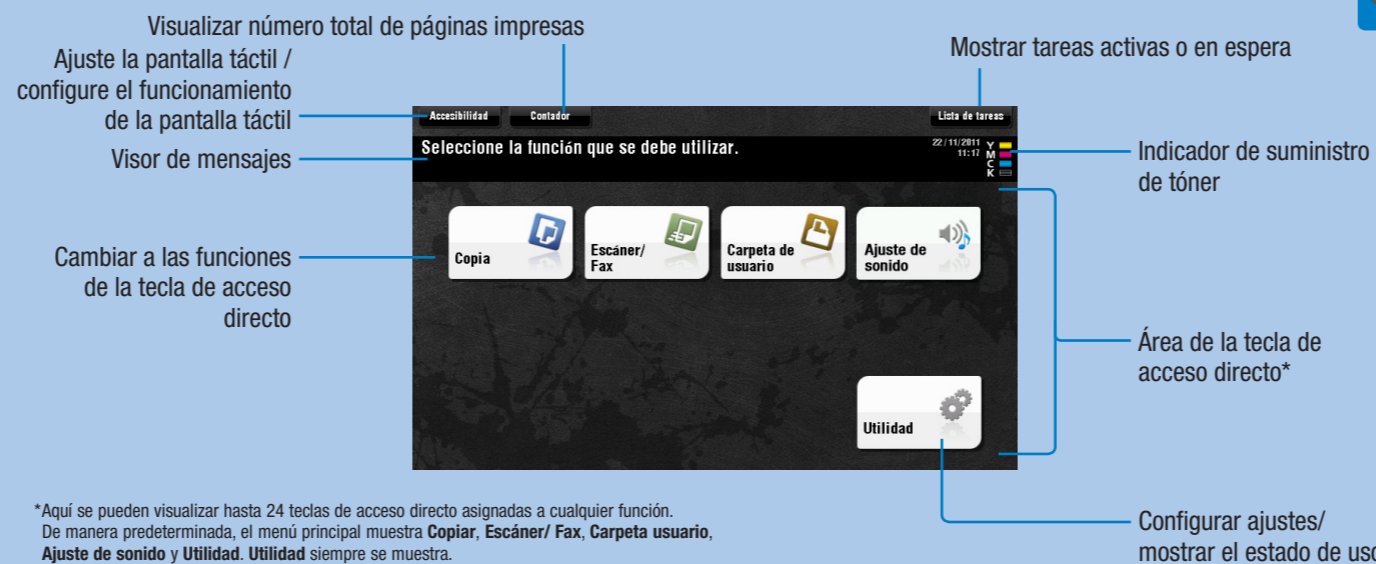 Visualizar número total de páginas impresas
Ajuste la pantalla táctil /
configure el funcionamiento
de la pantalla táctil
Visor de mensajes
Cambiar a las funciones
de la tecla de acceso
directo
Mostrar tareas activas o en espera
Accesibilidad
Contador
Lista de tareas
Seleccione la función que se debe utilizar.
22/11/2011
11:17
Y
M
C
K
Copia
Escáner/
Fax
Carpeta de
usuario
Ajuste de
sonido
Utilidad
Indicador de suministro
de tóner
Área de la tecla de
acceso directo*
Configurar ajustes/
mostrar el estado de uso
*Aquí se pueden visualizar hasta 24 teclas de acceso directo asignadas a cualquier función.
De manera predeterminada, el menú principal muestra Copiar, Escáner/ Fax, Carpeta usuario,
Ajuste de sonido y Utilidad. Utilidad siempre se muestra.